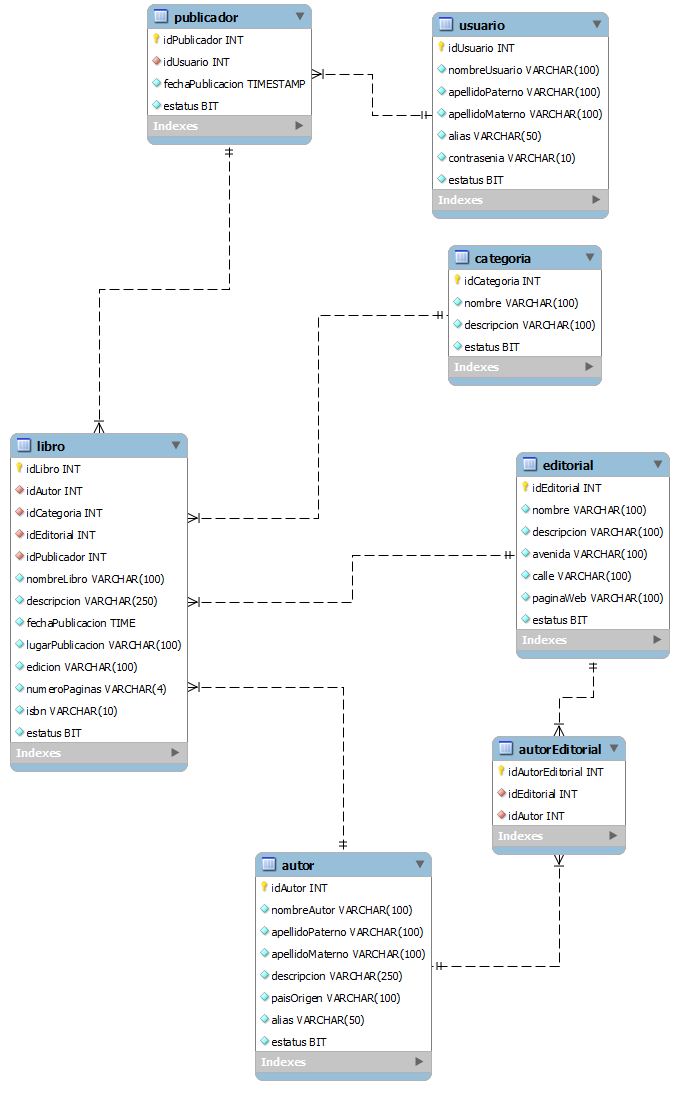 publicador
idPublicador INT
idUsuario INT
fechaPublicacion TIMESTAMP
estatus BIT
Indexes
usuario
idUsuario INT
nombreUsuario VARCHAR(100)
apellidoPaterno VARCHAR(100)
apellidoMaterno VARCHAR(100)
alias VARCHAR(50)
contrasenia VARCHAR(10)
estatus BIT
Indexes
categoria
idCategoria INT
nombre VARCHAR(100)
descripcion VARCHAR(100)
estatus BIT
Indexes
libro
idLibro INT
idAutor INT
idCategoria INT
idEditorial INT
idPublicador INT
nombreLibro VARCHAR(100)
descripcion VARCHAR(250)
fechaPublicacion TIME
lugarPublicacion VARCHAR(100)
edicion VARCHAR(100)
numeroPaginas VARCHAR(4)
isbn VARCHAR(10)
estatus BIT
Indexes
editorial
idEditorial INT
nombre VARCHAR(100)
descripcion VARCHAR(100)
avenida VARCHAR(100)
calle VARCHAR(100)
paginaWeb VARCHAR(100)
estatus BIT
Indexes
autorEditorial
idAutorEditorial INT
idEditorial INT
idAutor INT
Indexes
autor
idAutor INT
nombreAutor VARCHAR(100)
apellidoPaterno VARCHAR(100)
apellidoMaterno VARCHAR(100)
descripcion VARCHAR(250)
paisOrigen VARCHAR(100)
alias VARCHAR(50)
estatus BIT
Indexes